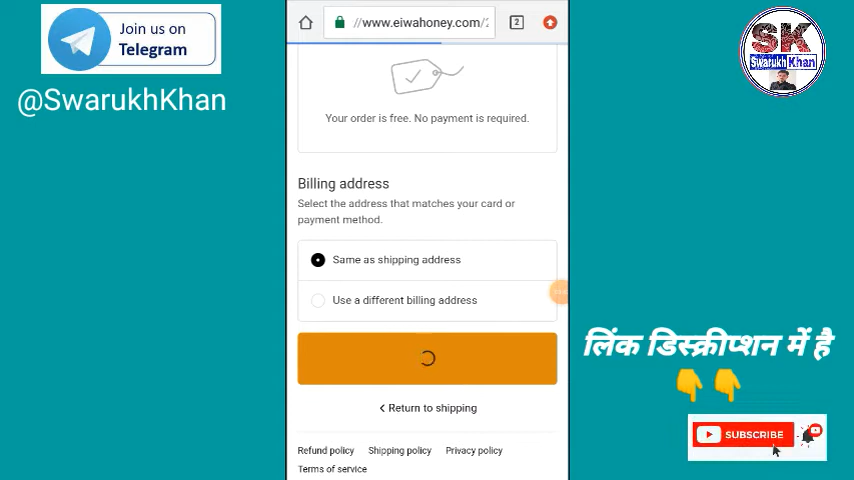 Join us on
Telegram
@SwarukhKhan
//www.eiwahoney.com/2
2
Your order is free. No payment is required.
Billing address
Select the address that matches your card or
payment method.
Same as shipping address
Use a different billing address
Return to shipping
Refund policy Shipping policy Privacy policy
Terms of service
SK
Swarukh Khan
लिंक डिस्क्रीप्शन में है
SUBSCRIBE